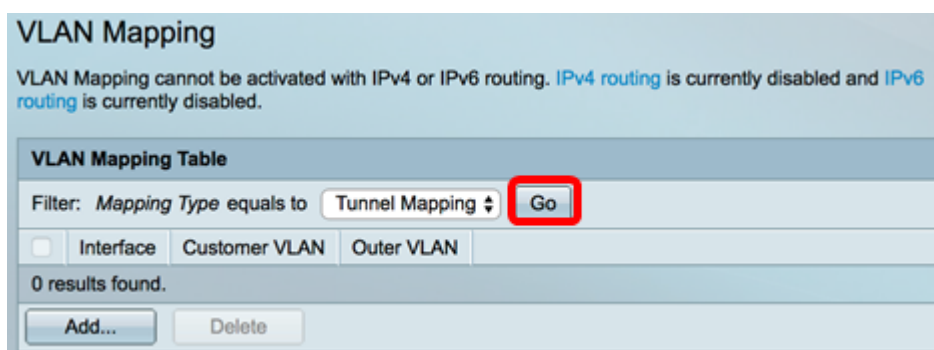 VLAN Mapping
VLAN Mapping cannot be activated with IPv4 or IPv6 routing. IPv4 routing is currently disabled and IPv6
routing is currently disabled.
VLAN Mapping Table
Filter: Mapping Type equals to Tunnel Mapping Go
Interface Customer VLAN Outer VLAN
0 results found.
Add... Delete